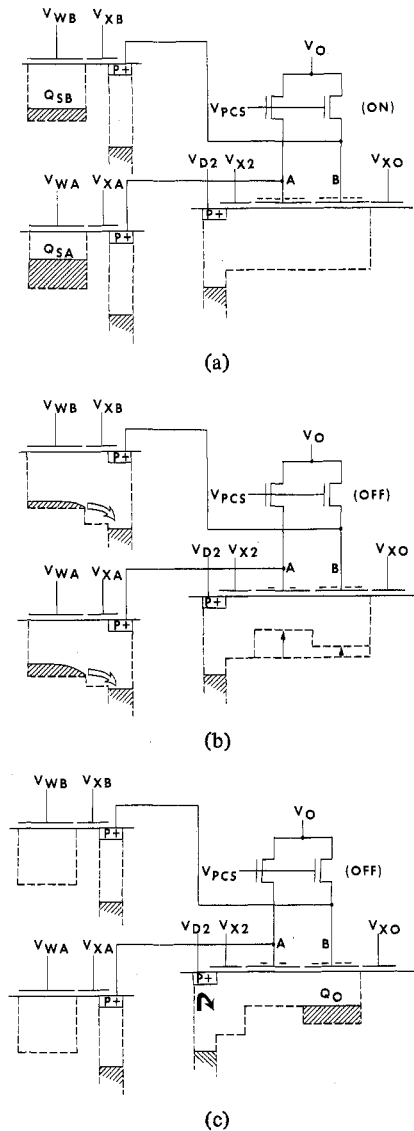 V_WB V_XB
P+
Q_SB
V_O
V_PCS (ON)
V_WA V_XA
V_D2 V_X2 A B V_XO
P+
P+
Q_SA
(a)
V_WB V_XB
P+
V_O
V_PCS (OFF)
V_WA V_XA
V_D2 V_X2 A B V_XO
P+
P+
(b)
V_WB V_XB
P+
V_O
V_PCS (OFF)
V_WA V_XA
V_D2 V_X2 A B V_XO
P+
P+
Q_O
(c)